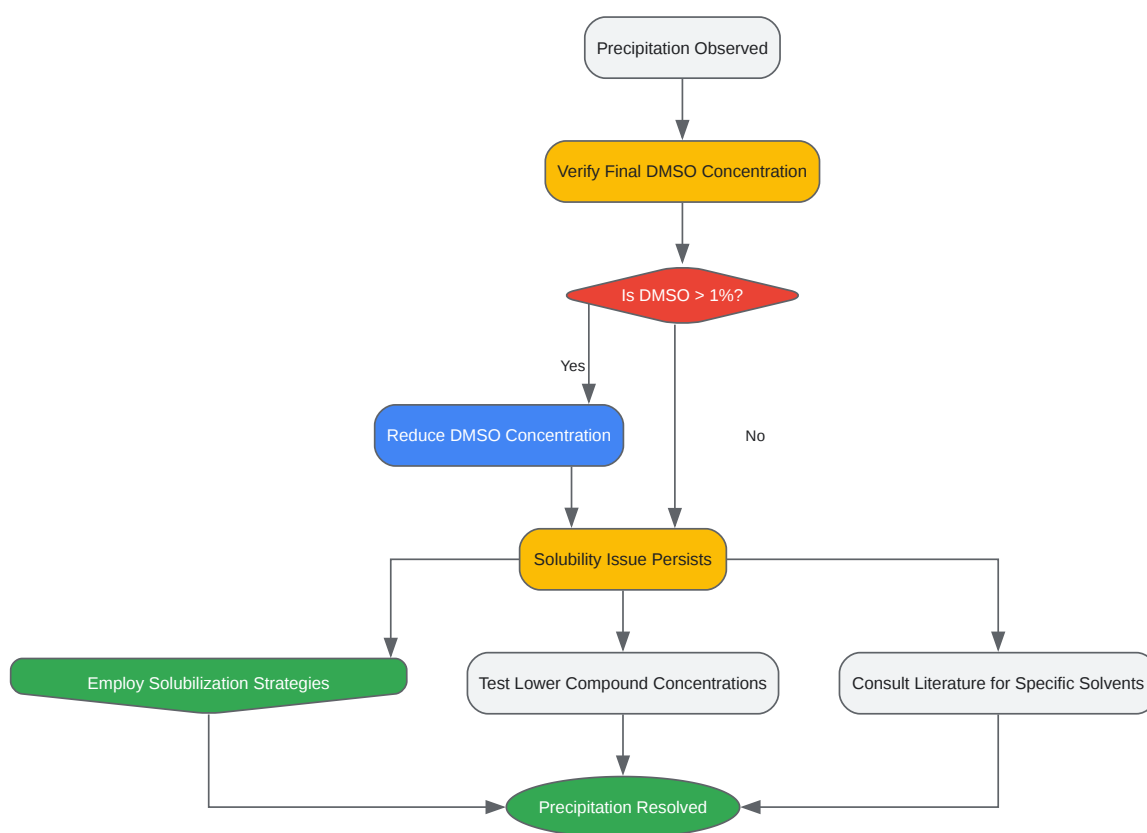 Precipitation Observed
Verify Final DMSO Concentration
Is DMSO > 1%?
Yes
Reduce DMSO Concentration
No
Solubility Issue Persists
Employ Solubilization Strategies
Test Lower Compound Concentrations
Consult Literature for Specific Solvents
Precipitation Resolved